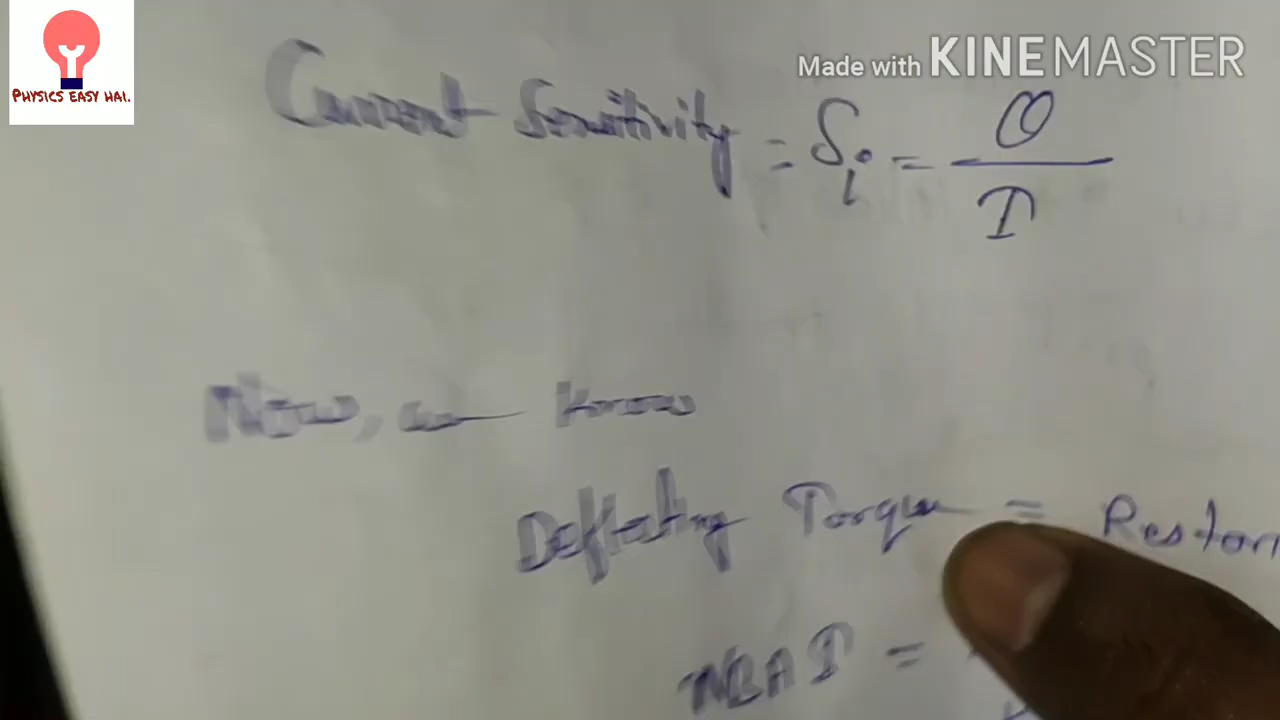 PHYSICS EASY HAI.
Made with KINEMASTER
Current Sensitivity = Si = θ / I
Now, we know
Deflecting Torque = Restori
NBAI =